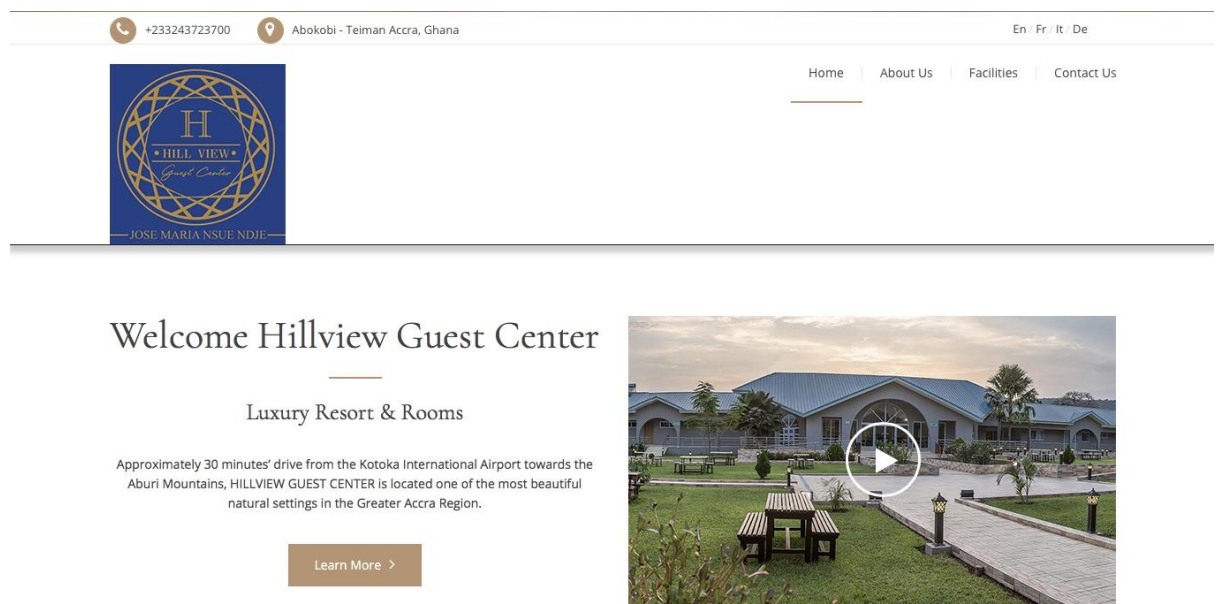 +233243723700
Abokobi - Teiman Accra, Ghana
En / Fr / It / De
Home
About Us
Facilities
Contact Us
H
• HILL VIEW •
Guest Center
JOSE MARIA NSUE NDJE
Welcome Hillview Guest Center
Luxury Resort & Rooms
Approximately 30 minutes’ drive from the Kotoka International Airport towards the
Aburi Mountains, HILLVIEW GUEST CENTER is located one of the most beautiful
natural settings in the Greater Accra Region.
Learn More >